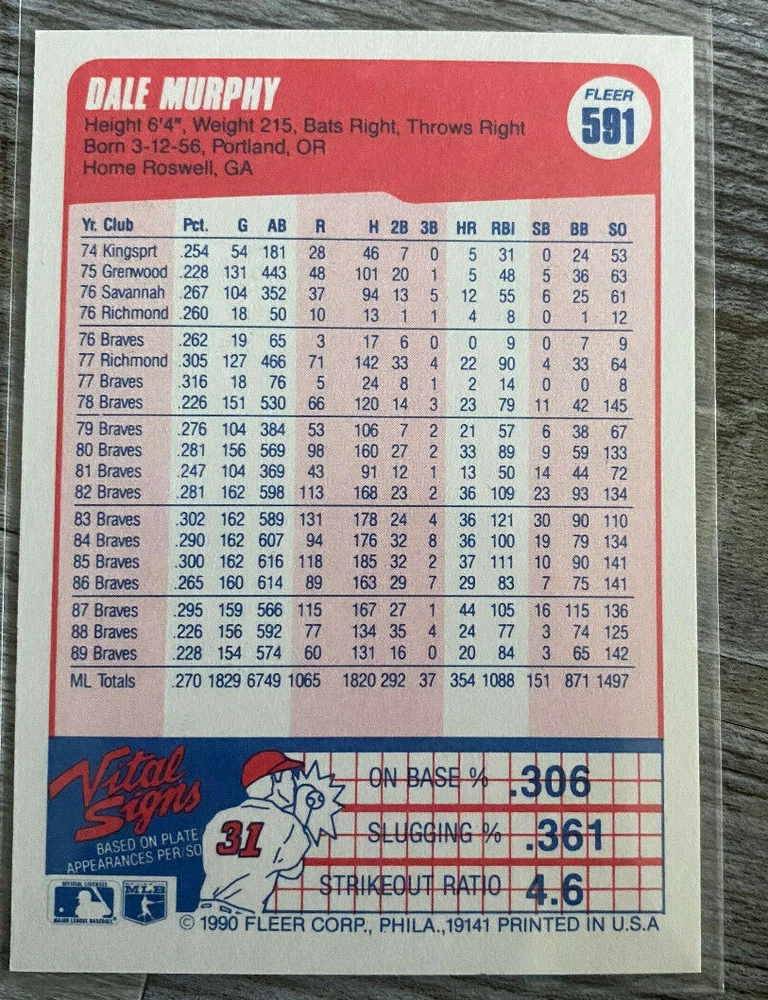 DALE MURPHY
FLEER
591
Height 6'4", Weight 215, Bats Right, Throws Right
Born 3-12-56, Portland, OR
Home Roswell, GA
Yr. Club Pct. G AB R H 2B 3B HR RBI SB BB SO
74 Kingsprt .254 54 181 28 46 7 0 5 31 0 24 53
75 Grenwood .228 131 443 48 101 20 1 5 48 5 36 63
76 Savannah .267 104 352 37 94 13 5 12 55 6 25 61
76 Richmond .260 18 50 10 13 1 1 4 8 0 1 12
76 Braves .262 19 65 3 17 6 0 0 9 0 7 9
77 Richmond .305 127 466 71 142 33 4 22 90 4 33 64
77 Braves .316 18 76 5 24 8 1 2 14 0 0 8
78 Braves .226 151 530 66 120 14 3 23 79 11 42 145
79 Braves .276 104 384 53 106 7 2 21 57 6 38 67
80 Braves .281 156 569 98 160 27 2 33 89 9 59 133
81 Braves .247 104 369 43 91 12 1 13 50 14 44 72
82 Braves .281 162 598 113 168 23 2 36 109 23 93 134
83 Braves .302 162 589 131 178 24 4 36 121 30 90 110
84 Braves .290 162 607 94 176 32 8 36 100 19 79 134
85 Braves .300 162 616 118 185 32 2 37 111 10 90 141
86 Braves .265 160 614 89 163 29 7 29 83 7 75 141
87 Braves .295 159 566 115 167 27 1 44 105 16 115 136
88 Braves .226 156 592 77 134 35 4 24 77 3 74 125
89 Braves .228 154 574 60 131 16 0 20 84 3 65 142
ML Totals .270 1829 6749 1065 1820 292 37 354 1088 151 871 1497
Vital
Signs
BASED ON PLATE
APPEARANCES PER/SO
31
ON BASE % .306
SLUGGING % .361
STRIKEOUT RATIO 4.6
OFFICIAL LICENSEE
MAJOR LEAGUE BASEBALL
MLB
© 1990 FLEER CORP., PHILA.,19141 PRINTED IN U.S.A